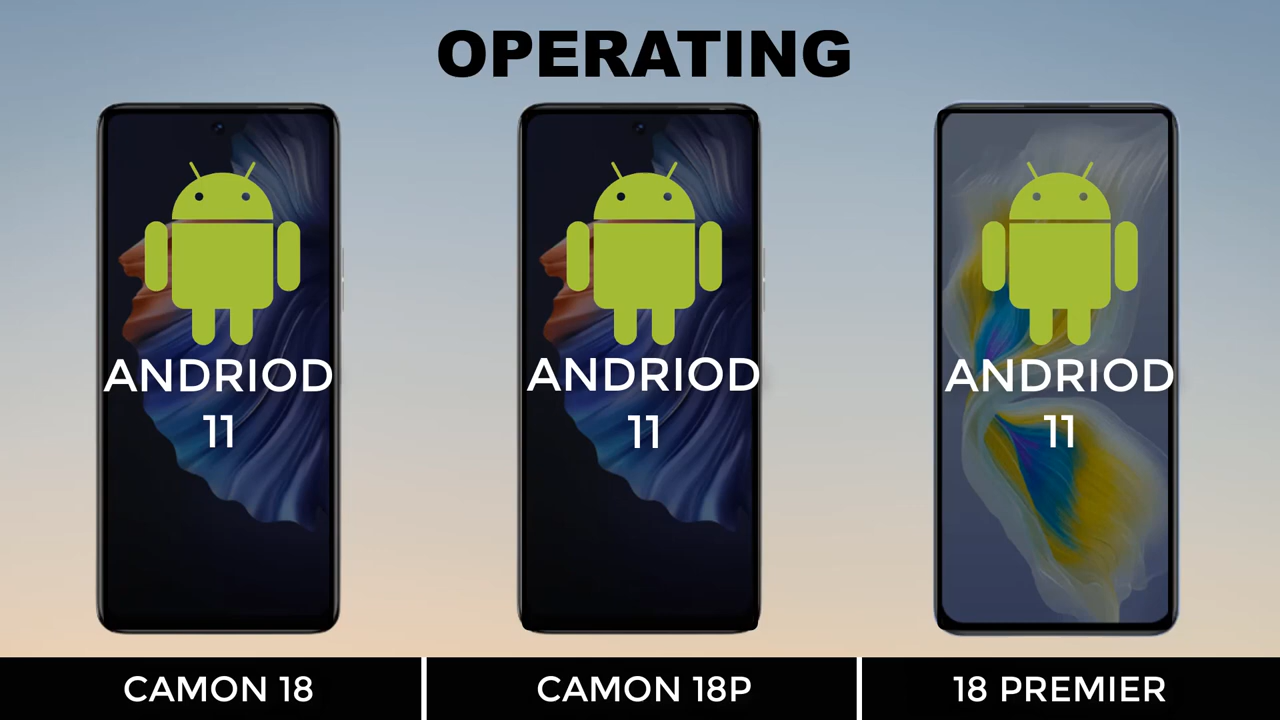 OPERATING
ANDRIOD
11
ANDRIOD
11
ANDRIOD
11
CAMON 18
CAMON 18P
18 PREMIER